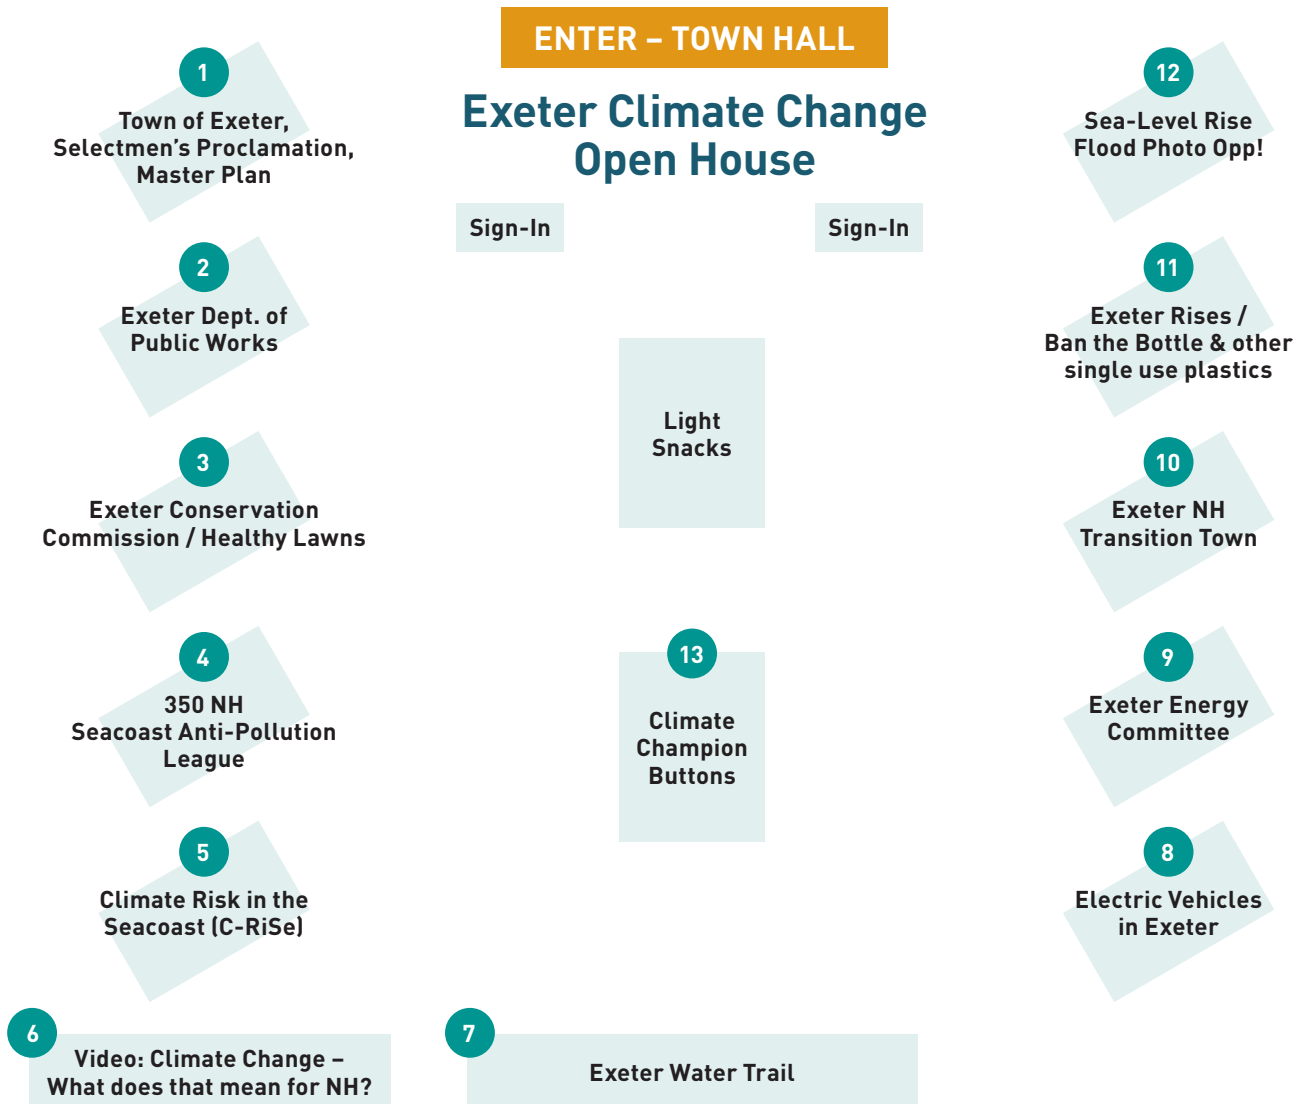 ENTER – TOWN HALL
Exeter Climate Change
Open House
Sign-In
Sign-In
1
Town of Exeter,
Selectmen's Proclamation,
Master Plan
2
Exeter Dept. of
Public Works
3
Exeter Conservation
Commission / Healthy Lawns
4
350 NH
Seacoast Anti-Pollution
League
5
Climate Risk in the
Seacoast (C-RiSe)
6
Video: Climate Change –
What does that mean for NH?
7
Exeter Water Trail
8
Electric Vehicles
in Exeter
9
Exeter Energy
Committee
10
Exeter NH
Transition Town
11
Exeter Rises /
Ban the Bottle & other
single use plastics
12
Sea-Level Rise
Flood Photo Opp!
Light
Snacks
13
Climate
Champion
Buttons